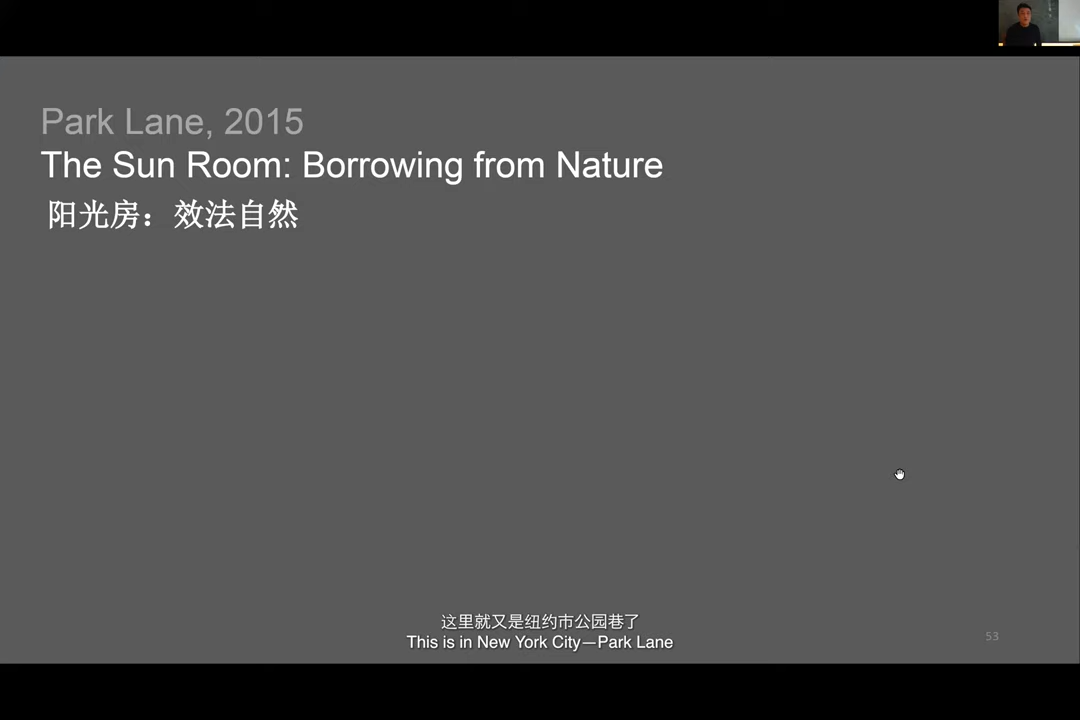 Park Lane, 2015
The Sun Room: Borrowing from Nature
阳光房：效法自然
这里就又是纽约市公园巷了
This is in New York City—Park Lane
53